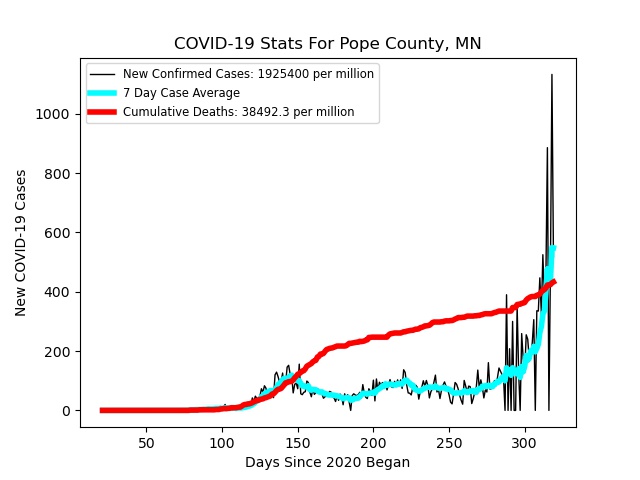 COVID-19 Stats For Pope County, MN
New Confirmed Cases: 1925400 per million
7 Day Case Average
Cumulative Deaths: 38492.3 per million
New COVID-19 Cases
1000
800
600
400
200
0
50 100 150 200 250 300
Days Since 2020 Began